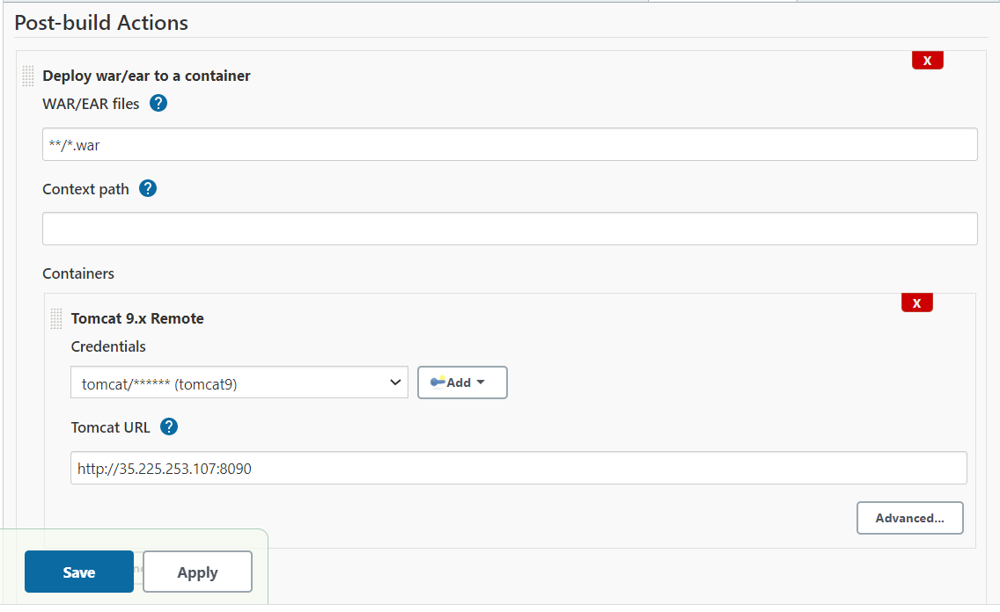 Post-build Actions
X
Deploy war/ear to a container
WAR/EAR files ?
**/*.war
Context path ?
Containers
X
Tomcat 9.x Remote
Credentials
tomcat/****** (tomcat9)
Add
Tomcat URL ?
http://35.225.253.107:8090
Advanced...
Save
Apply